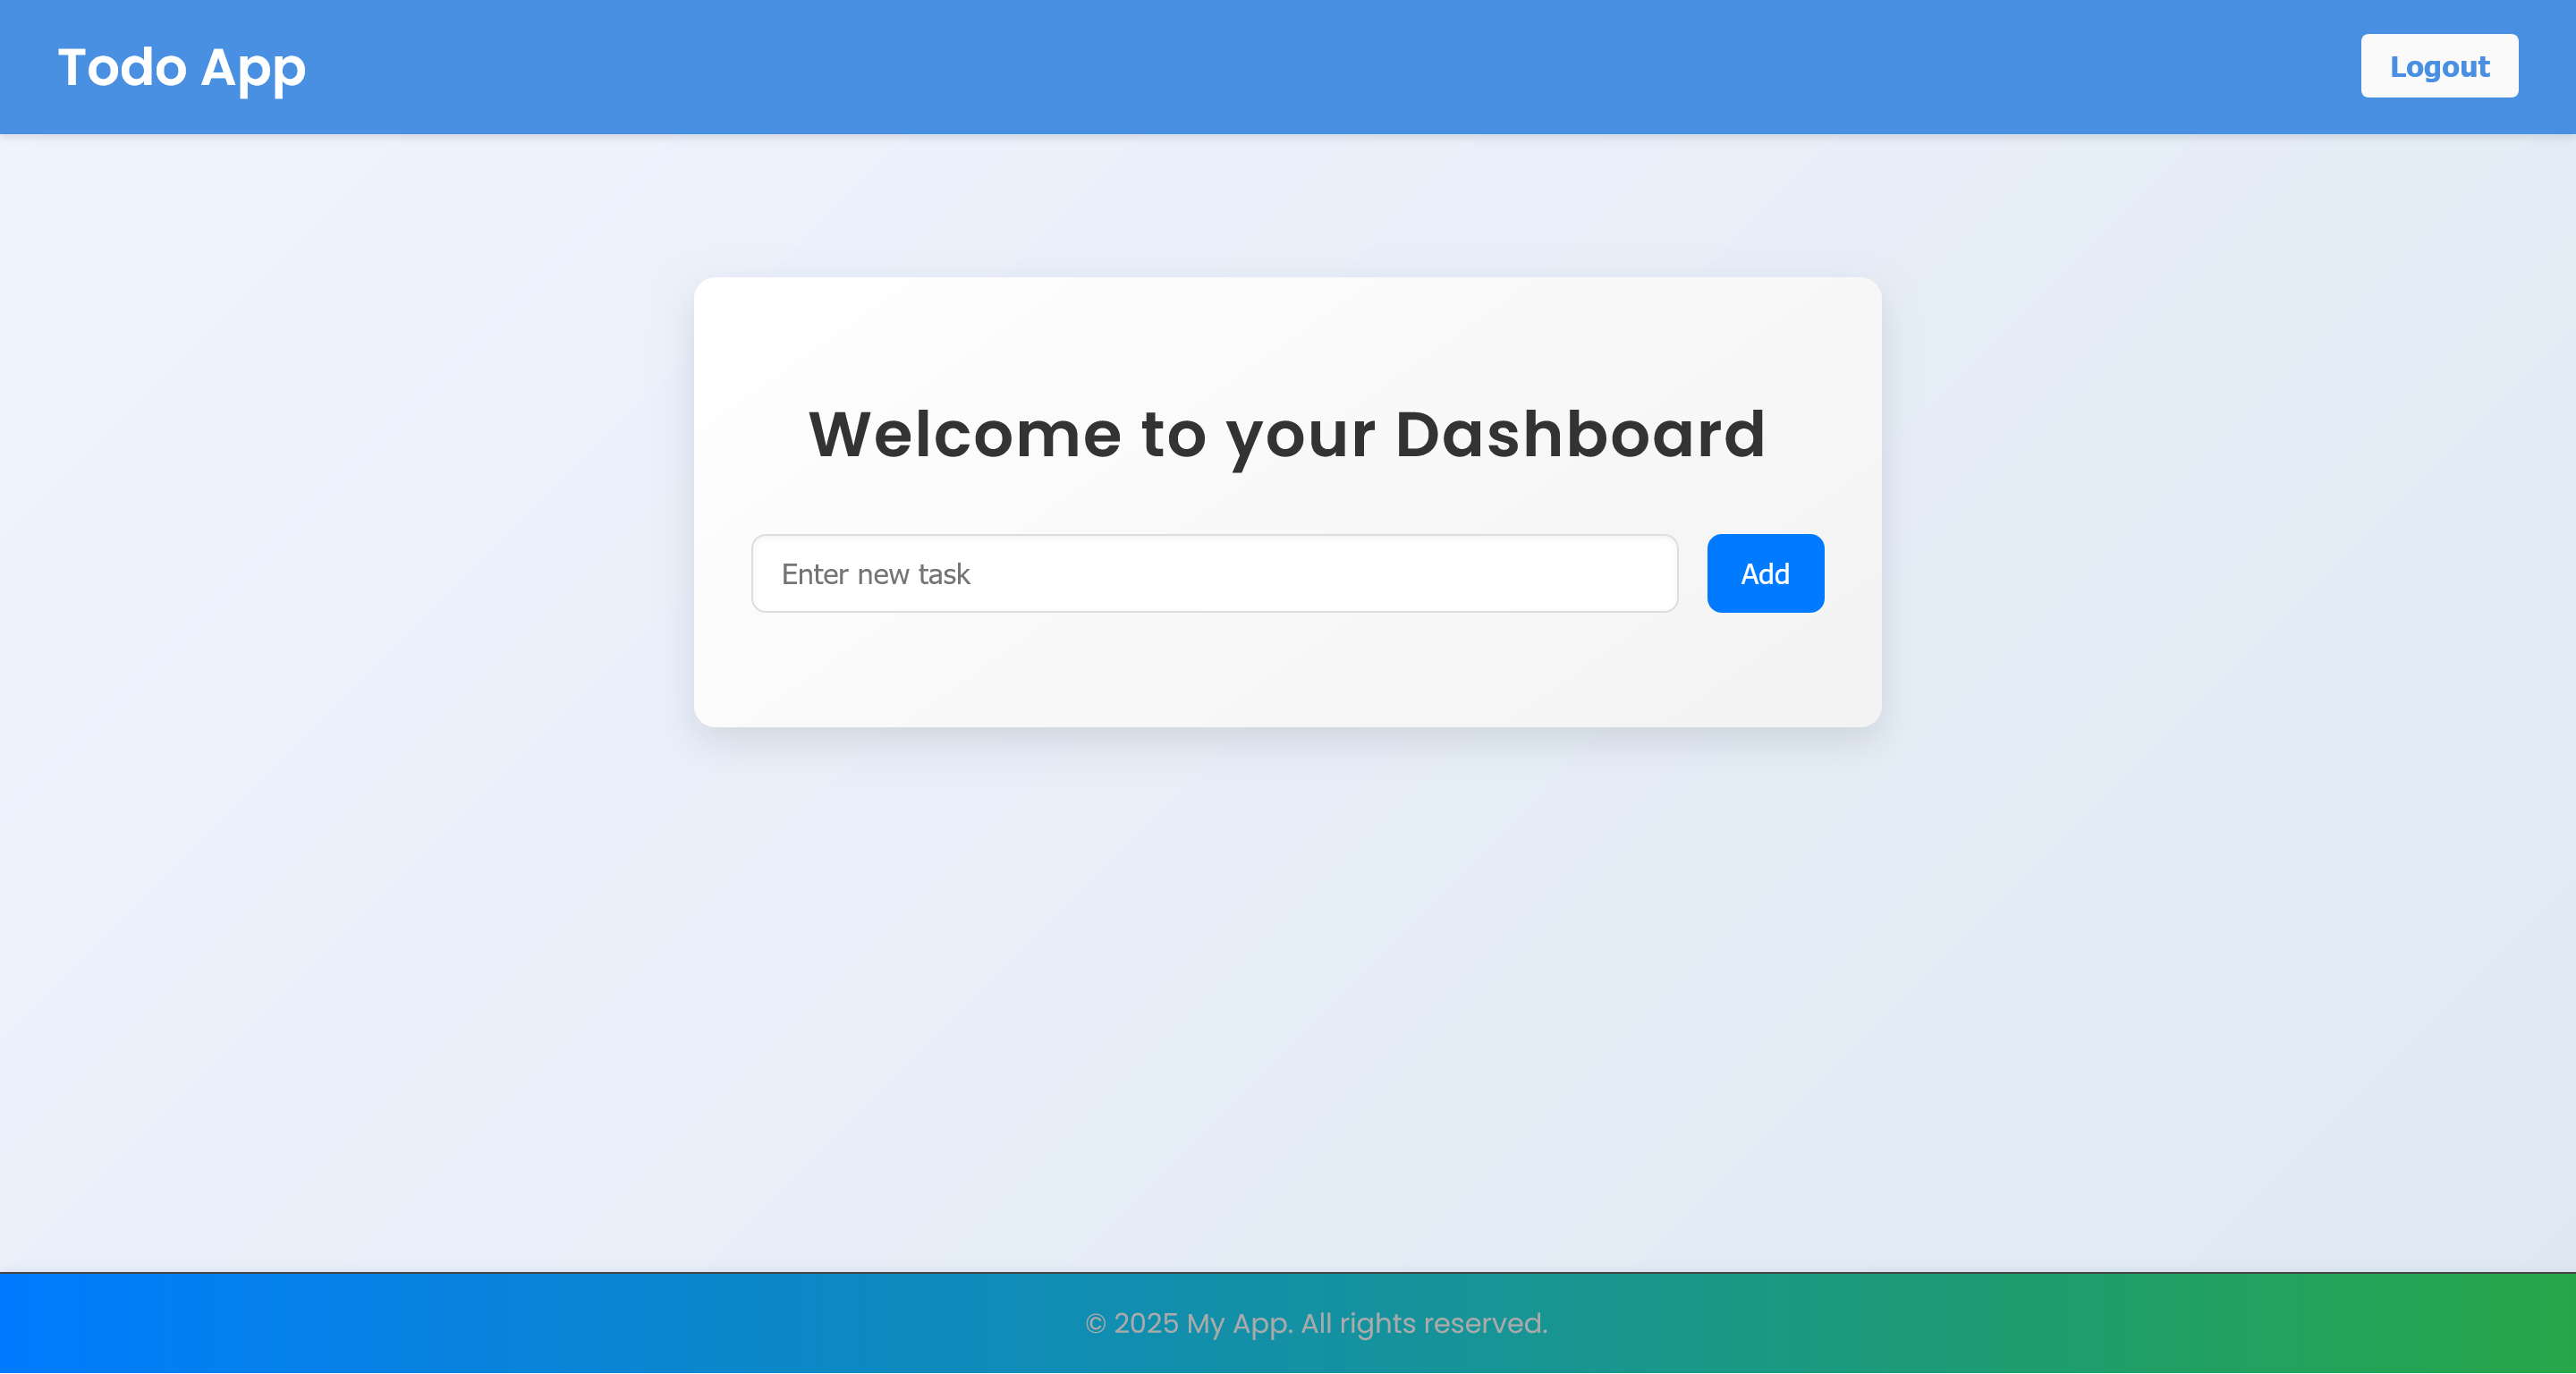 Todo App
Logout
Welcome to your Dashboard
Enter new task
Add
© 2025 My App. All rights reserved.